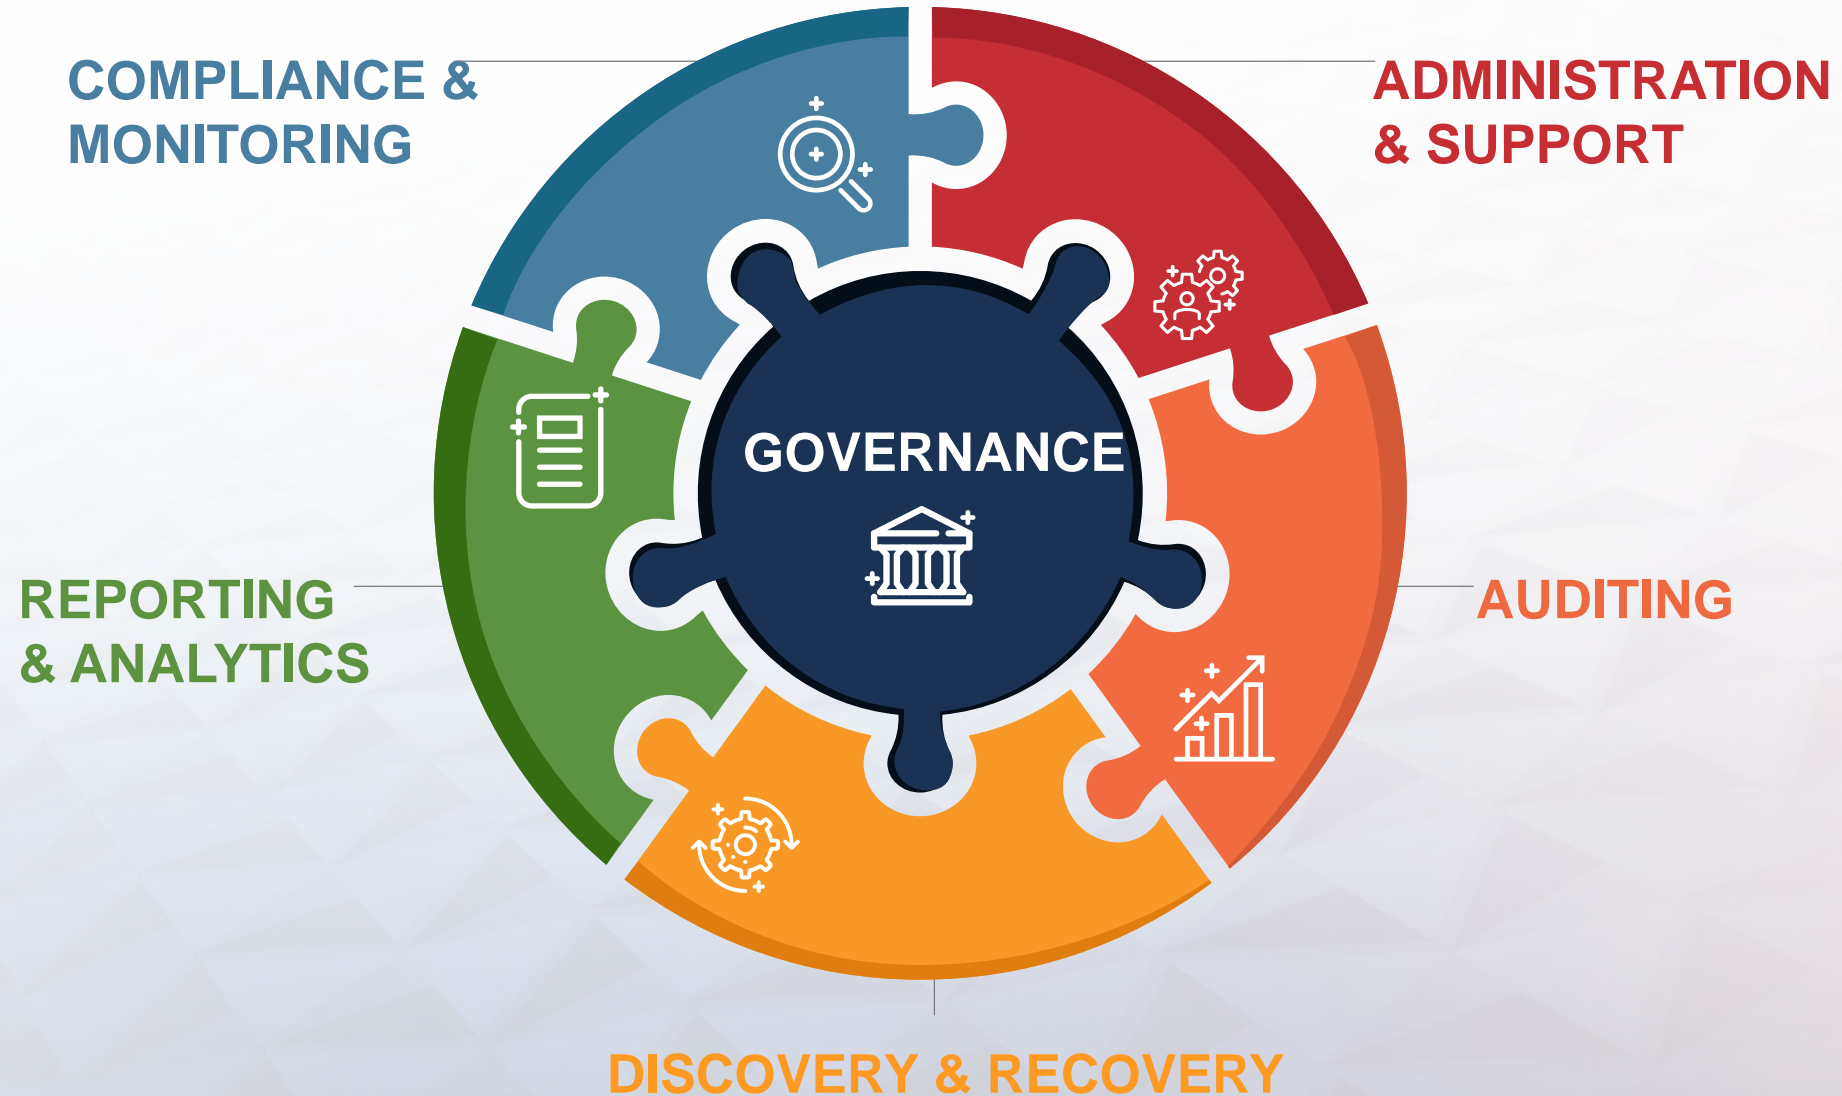 COMPLIANCE &
MONITORING
ADMINISTRATION
& SUPPORT
GOVERNANCE
REPORTING
& ANALYTICS
AUDITING
DISCOVERY & RECOVERY